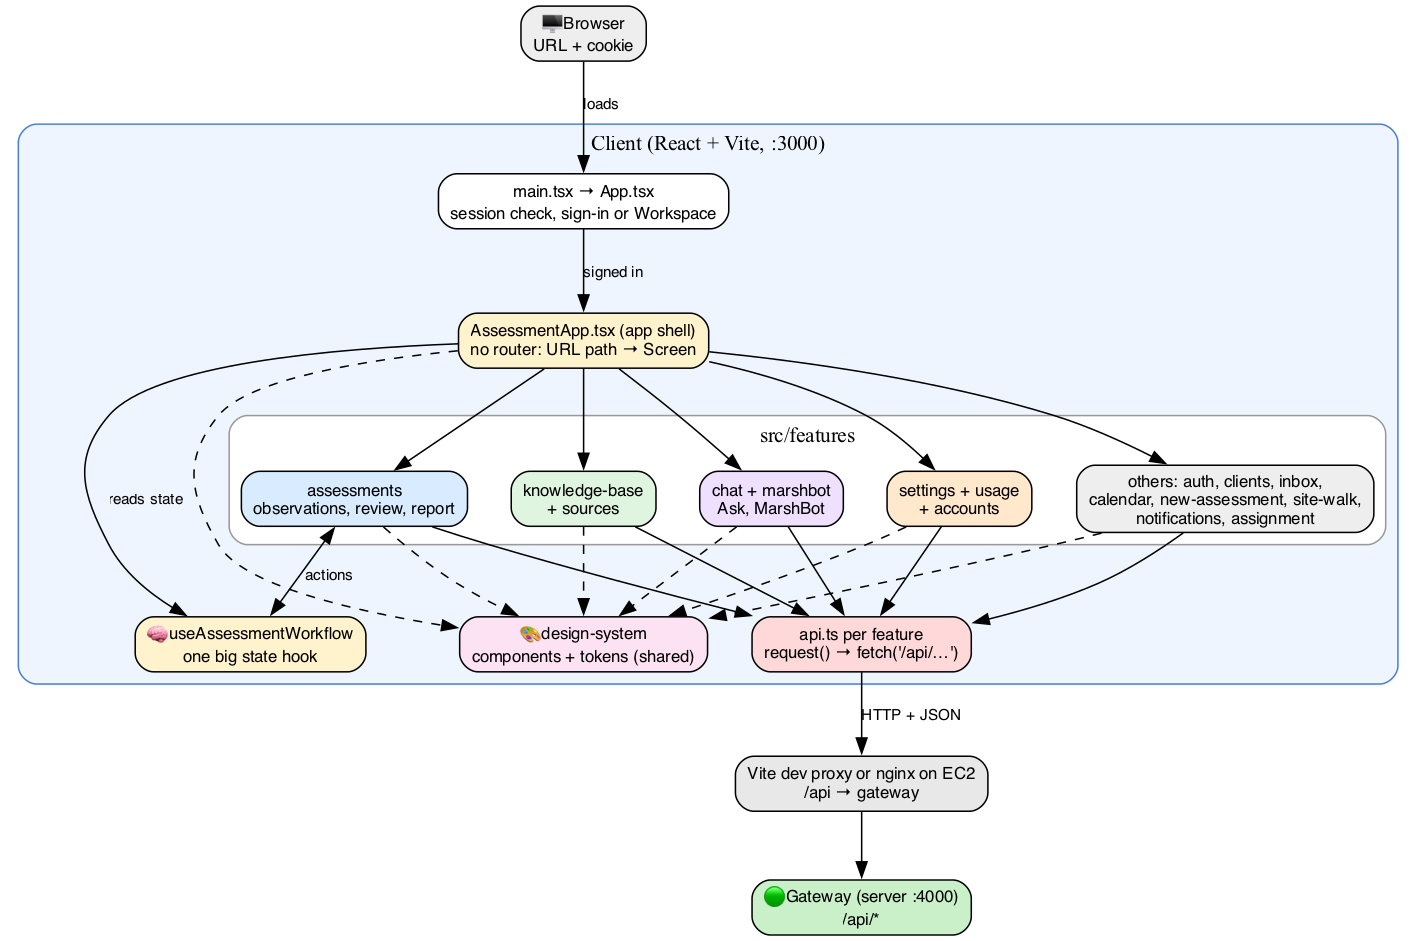 Browser
URL + cookie
loads
Client (React + Vite, :3000)
main.tsx → App.tsx
session check, sign-in or Workspace
signed in
AssessmentApp.tsx (app shell)
no router: URL path → Screen
src/features
assessments
observations, review, report
knowledge-base
+ sources
chat + marshbot
Ask, MarshBot
settings + usage
+ accounts
others: auth, clients, inbox,
calendar, new-assessment, site-walk,
notifications, assignment
reads state
actions
useAssessmentWorkflow
one big state hook
design-system
components + tokens (shared)
api.ts per feature
request() → fetch('/api/…')
HTTP + JSON
Vite dev proxy or nginx on EC2
/api → gateway
Gateway (server :4000)
/api/*